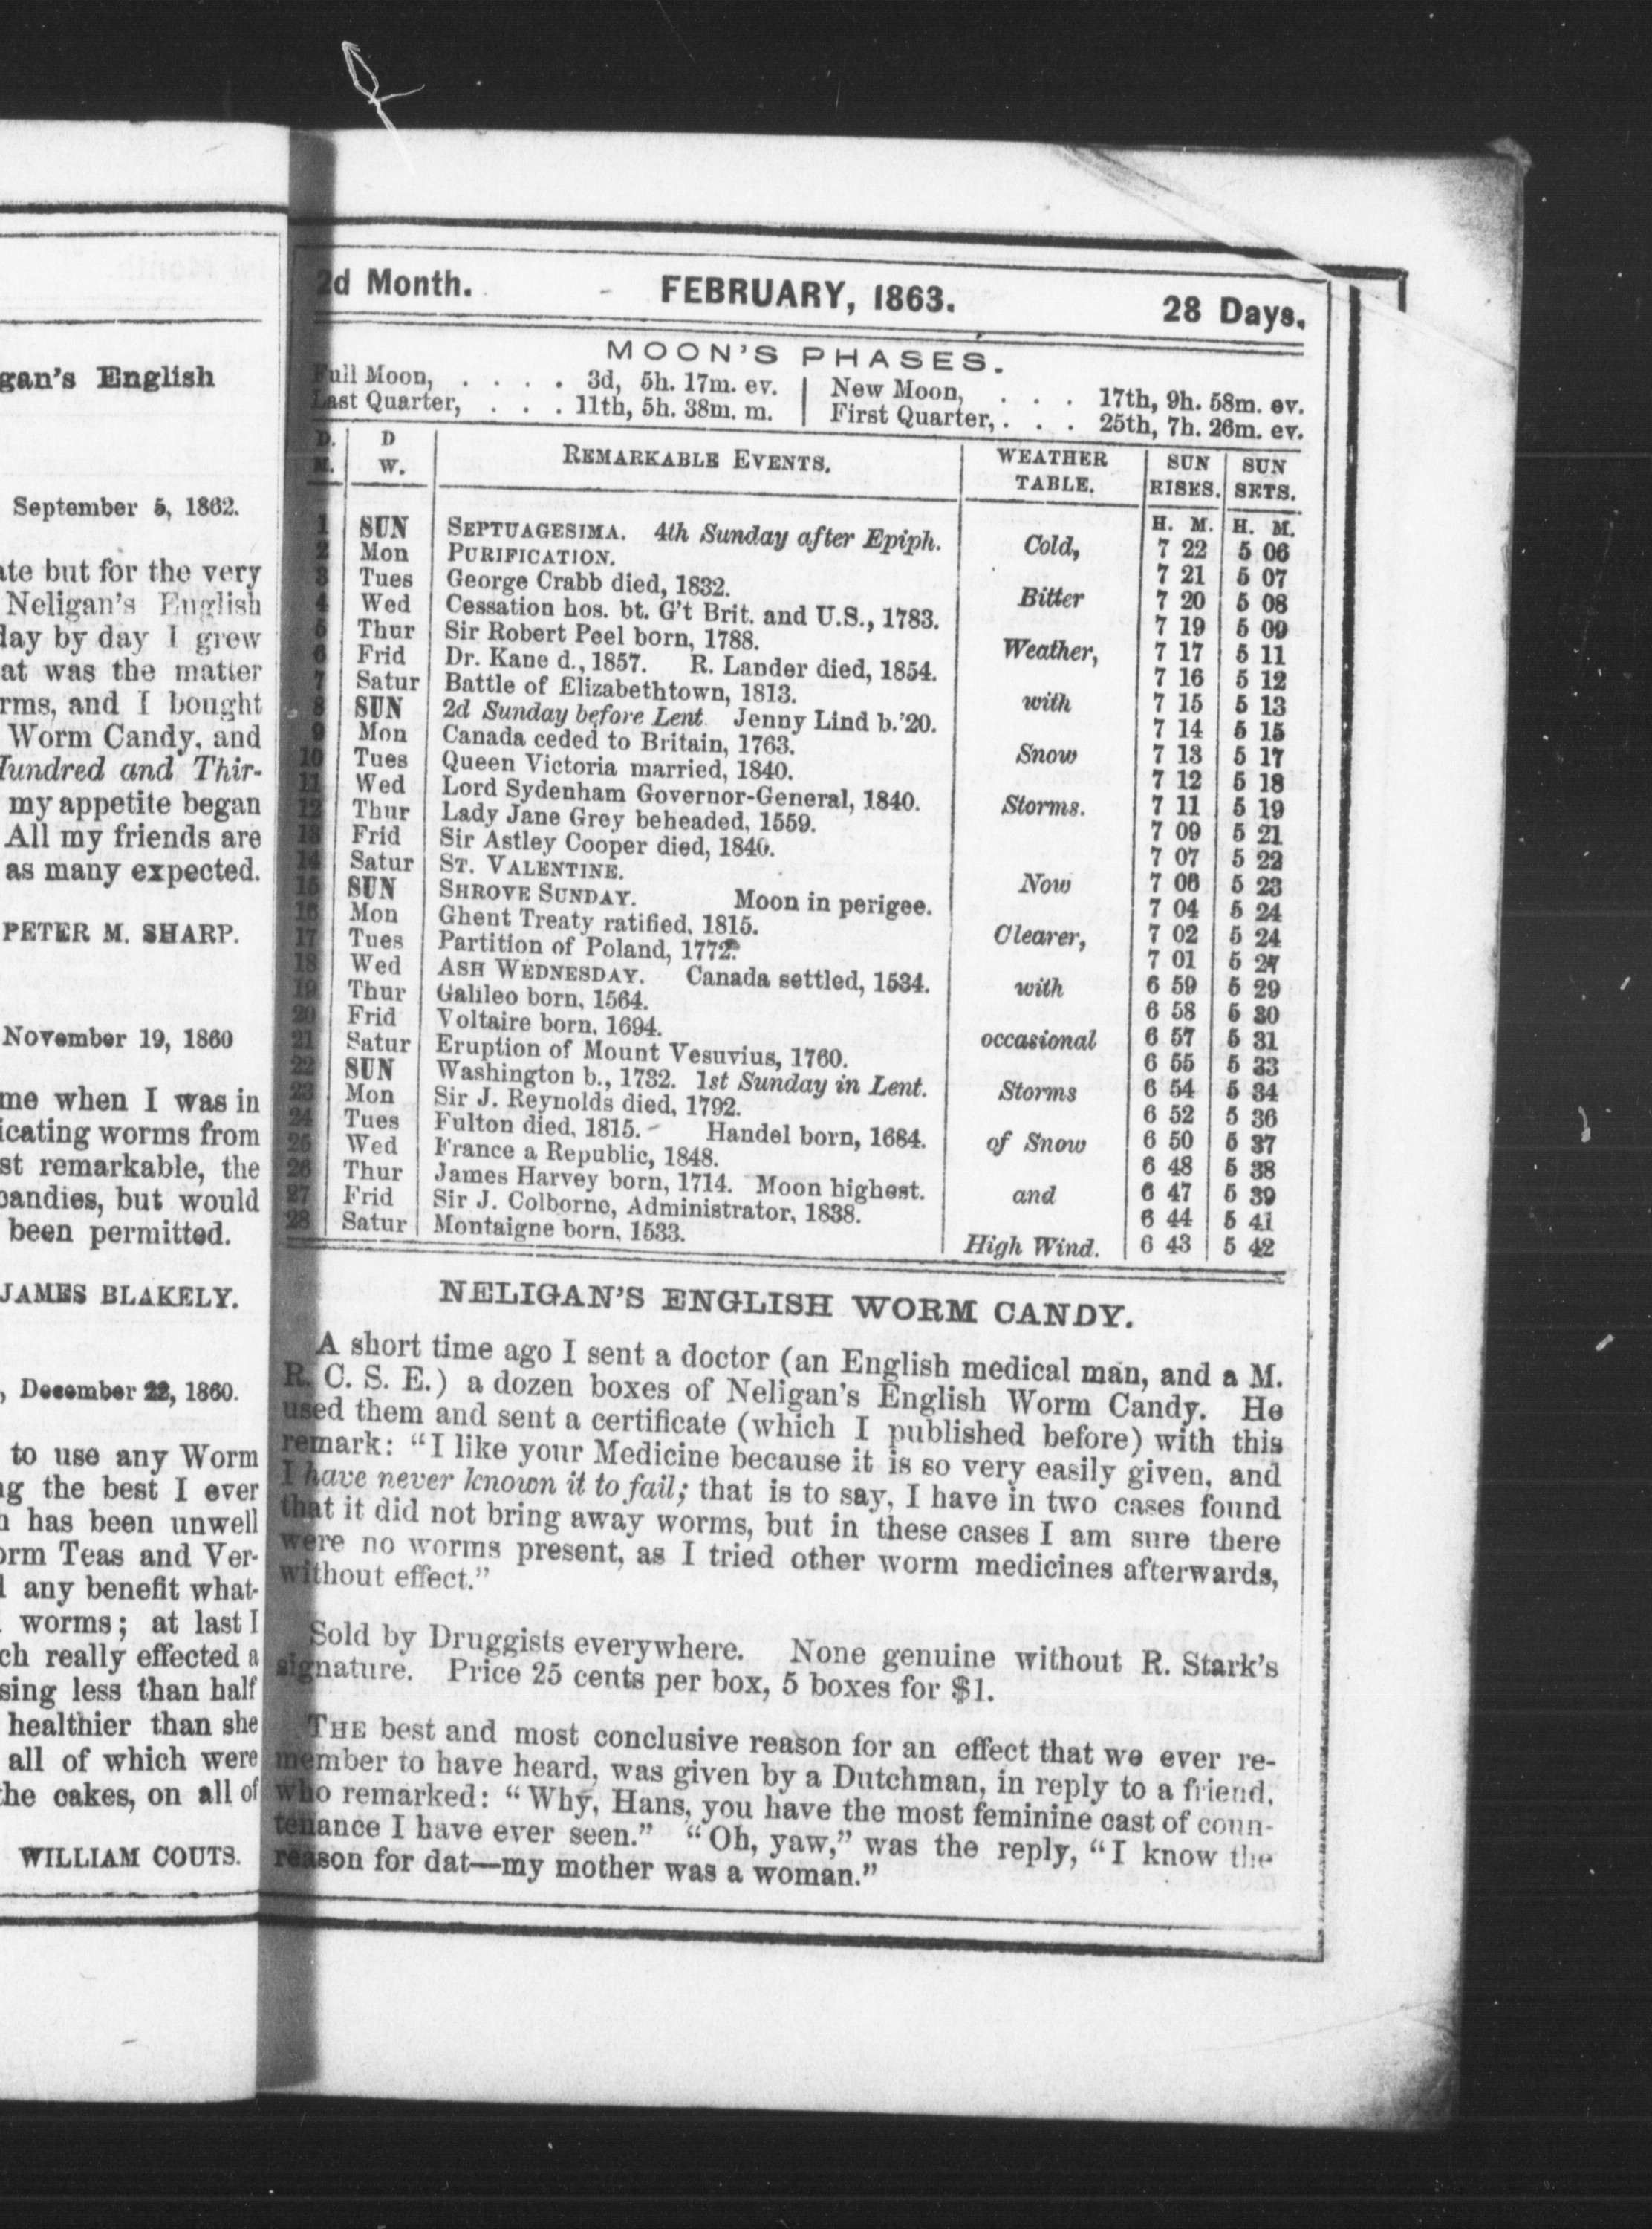 gan's English
September 5, 1862.
ate but for the very
Neligan's English
day by day I grew
at was the matter
rms, and I bought
Worm Candy, and
Hundred and Thir-
my appetite began
All my friends are
as many expected.
PETER M. SHARP.
November 19, 1860
me when I was in
icating worms from
st remarkable, the
candies, but would
been permitted.
JAMES BLAKELY.
, December 22, 1860.
to use any Worm
ng the best I ever
h has been unwell
orm Teas and Ver-
l any benefit what-
worms; at last I
ch really effected a
sing less than half
healthier than she
all of which were
the cakes, on all of
WILLIAM COUTS.
2d Month. FEBRUARY, 1863. 28 Days.
MOON'S PHASES.
Full Moon, . . . . 3d, 5h. 17m. ev. | New Moon, . . . 17th, 9h. 58m. ev.
Last Quarter, . . . 11th, 5h. 38m. m. | First Quarter, . . . 25th, 7h. 26m. ev.
D. M. | D W. | REMARKABLE EVENTS. | WEATHER TABLE. | SUN RISES. | SUN SETS.
H. M. | H. M.
1 SUN SEPTUAGESIMA. 4th Sunday after Epiph. Cold, 7 22 5 06
2 Mon PURIFICATION. 7 21 5 07
3 Tues George Crabb died, 1832. Bitter 7 20 5 08
4 Wed Cessation hos. bt. G't Brit. and U.S., 1783. 7 19 5 09
5 Thur Sir Robert Peel born, 1788. Weather, 7 17 5 11
6 Frid Dr. Kane d., 1857. R. Lander died, 1854. 7 16 5 12
7 Satur Battle of Elizabethtown, 1813. with 7 15 5 13
8 SUN 2d Sunday before Lent Jenny Lind b.'20. 7 14 5 15
9 Mon Canada ceded to Britain, 1763. Snow 7 13 5 17
10 Tues Queen Victoria married, 1840. 7 12 5 18
11 Wed Lord Sydenham Governor-General, 1840. Storms. 7 11 5 19
12 Thur Lady Jane Grey beheaded, 1559. 7 09 5 21
13 Frid Sir Astley Cooper died, 1840. 7 07 5 22
14 Satur ST. VALENTINE. Now 7 06 5 23
15 SUN SHROVE SUNDAY. Moon in perigee. 7 04 5 24
16 Mon Ghent Treaty ratified, 1815. Clearer, 7 02 5 24
17 Tues Partition of Poland, 1772. 7 01 5 27
18 Wed ASH WEDNESDAY. Canada settled, 1534. with 6 59 5 29
19 Thur Galileo born, 1564. 6 58 5 30
20 Frid Voltaire born, 1694. occasional 6 57 5 31
21 Satur Eruption of Mount Vesuvius, 1760. 6 55 5 33
22 SUN Washington b., 1732. 1st Sunday in Lent. Storms 6 54 5 34
23 Mon Sir J. Reynolds died, 1792. 6 52 5 36
24 Tues Fulton died, 1815. Handel born, 1684. of Snow 6 50 5 37
25 Wed France a Republic, 1848. 6 48 5 38
26 Thur James Harvey born, 1714. Moon highest. and 6 47 5 39
27 Frid Sir J. Colborne, Administrator, 1838. 6 44 5 41
28 Satur Montaigne born, 1533. High Wind. 6 43 5 42
NELIGAN'S ENGLISH WORM CANDY.
A short time ago I sent a doctor (an English medical man, and a M.
R. C. S. E.) a dozen boxes of Neligan's English Worm Candy. He
used them and sent a certificate (which I published before) with this
remark: "I like your Medicine because it is so very easily given, and
I have never known it to fail; that is to say, I have in two cases found
that it did not bring away worms, but in these cases I am sure there
were no worms present, as I tried other worm medicines afterwards,
without effect."
Sold by Druggists everywhere. None genuine without R. Stark's
signature. Price 25 cents per box, 5 boxes for $1.
THE best and most conclusive reason for an effect that we ever re-
member to have heard, was given by a Dutchman, in reply to a friend,
who remarked: "Why, Hans, you have the most feminine cast of coun-
tenance I have ever seen." "Oh, yaw," was the reply, "I know the
reason for dat—my mother was a woman."